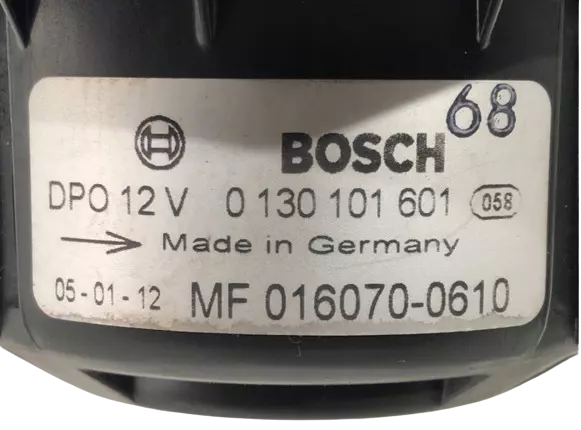 68
BOSCH
DPO 12 V 0 130 101 601 058
Made in Germany
05-01-12 MF 016070-0610